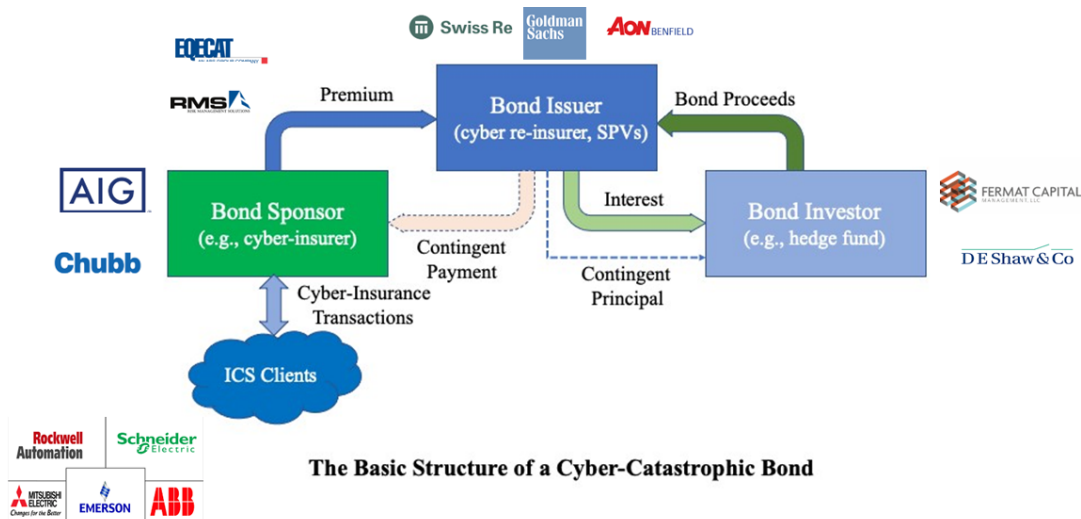 Swiss Re
Goldman
Sachs
AON BENFIELD
EQECAT
RMS
RISK MANAGEMENT SOLUTIONS
Premium
Bond Issuer
(cyber re-insurer, SPVs)
Bond Proceeds
AIG
Chubb
Bond Sponsor
(e.g., cyber-insurer)
Contingent
Payment
Interest
Contingent
Principal
Bond Investor
(e.g., hedge fund)
FERMAT CAPITAL
MANAGEMENT, LLC
D E Shaw & Co
Cyber-Insurance
Transactions
ICS Clients
Rockwell
Automation
Schneider
Electric
MITSUBISHI
ELECTRIC
Changes for the Better
EMERSON
ABB
The Basic Structure of a Cyber-Catastrophic Bond